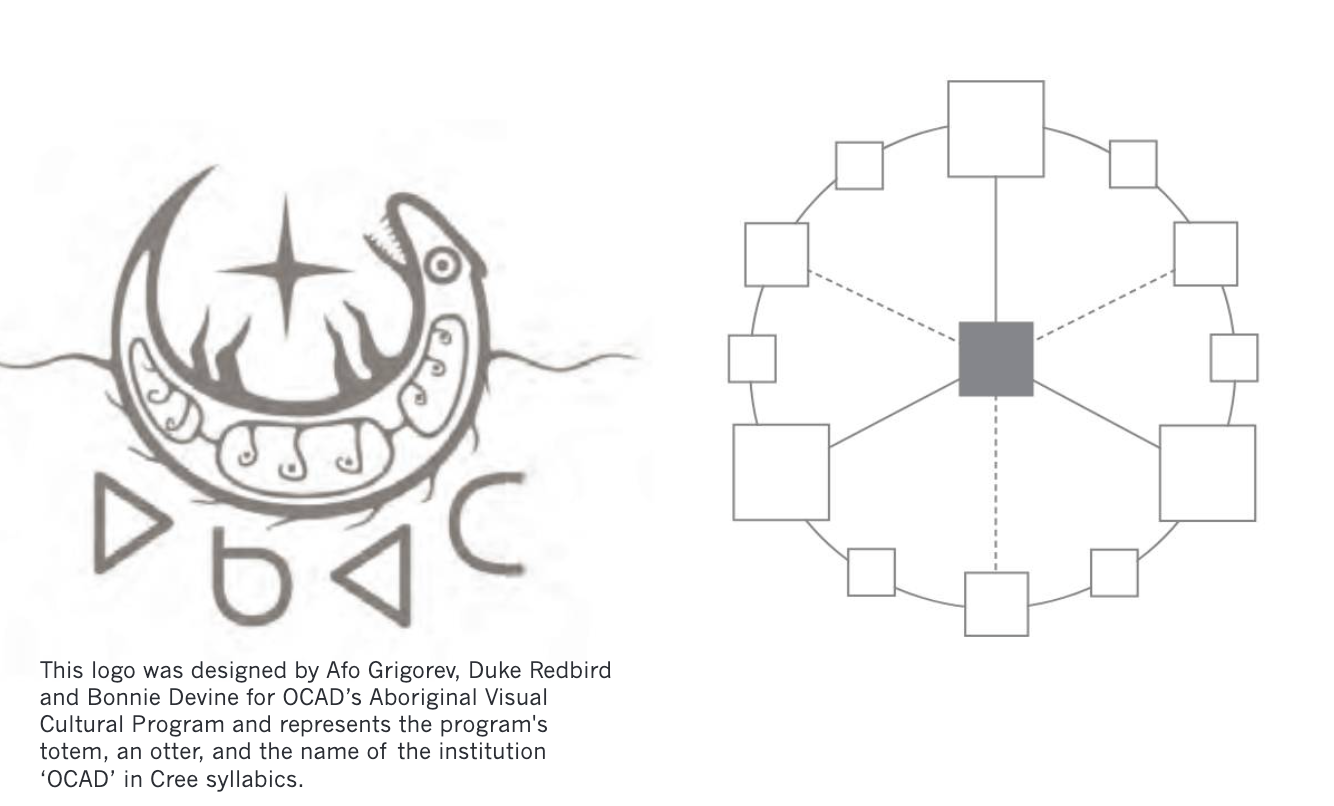 ᐅᑲᐊᑕ
This logo was designed by Afo Grigorev, Duke Redbird
and Bonnie Devine for OCAD’s Aboriginal Visual
Cultural Program and represents the program's
totem, an otter, and the name of the institution
‘OCAD’ in Cree syllabics.